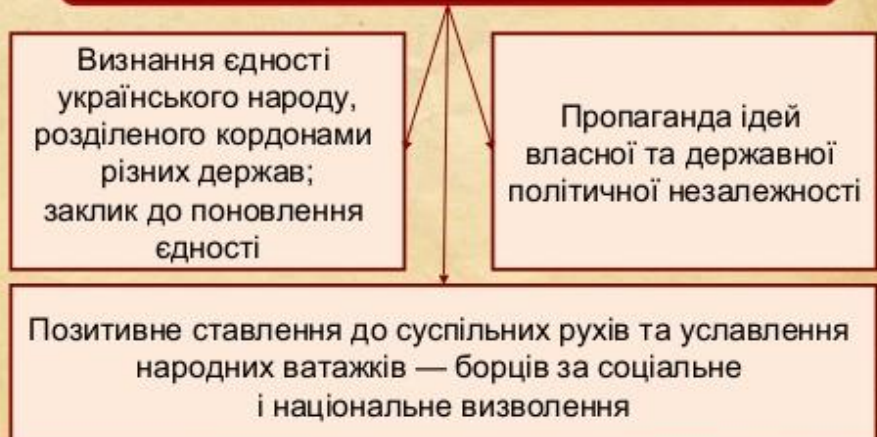 Визнання єдності
українського народу,
розділеного кордонами
різних держав;
заклик до поновлення
єдності
Пропаганда ідей
власної та державної
політичної незалежності
Позитивне ставлення до суспільних рухів та уславлення
народних ватажків — борців за соціальне
і національне визволення